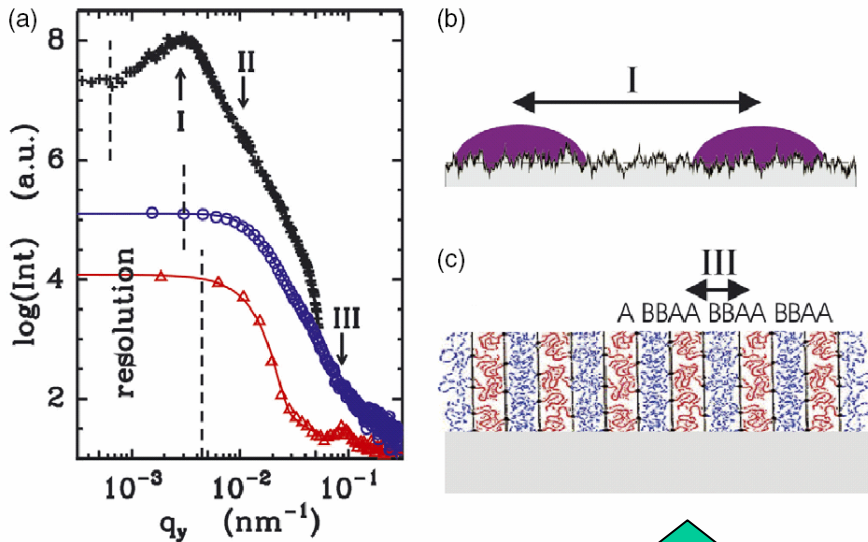 (a)
8
6
4
2
log(Int) (a.u.)
I
II
III
resolution
10⁻³ 10⁻² 10⁻¹
q_y (nm⁻¹)
(b)
I
(c)
III
A BBAA BBAA BBAA